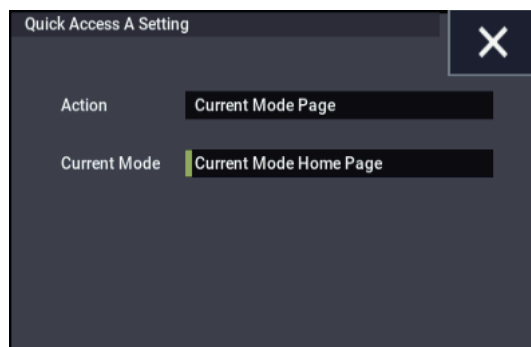 Quick Access A Setting
Action
Current Mode Page
Current Mode
Current Mode Home Page